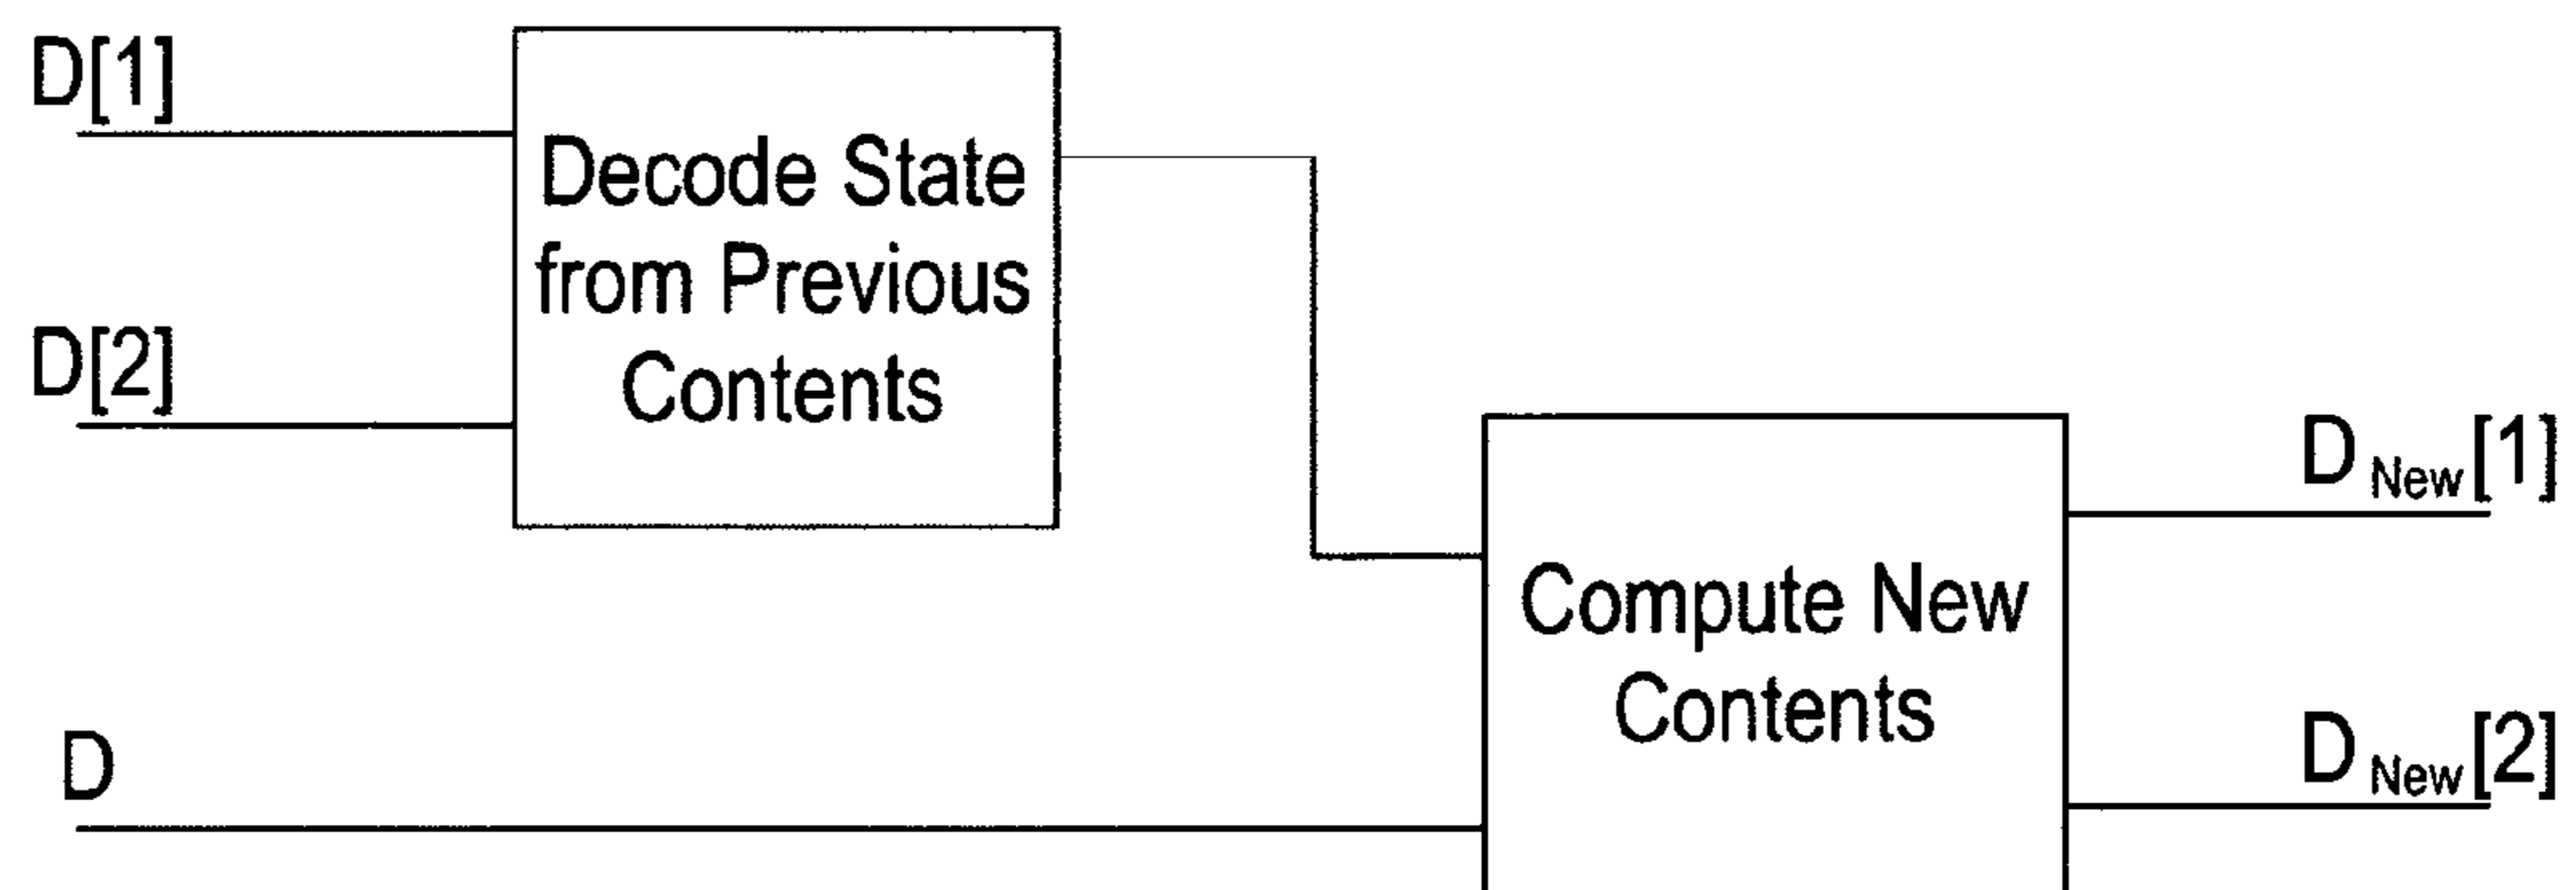 D[1]
Decode State
from Previous
Contents
D[2]
D
Compute New
Contents
D New [1]
D New [2]